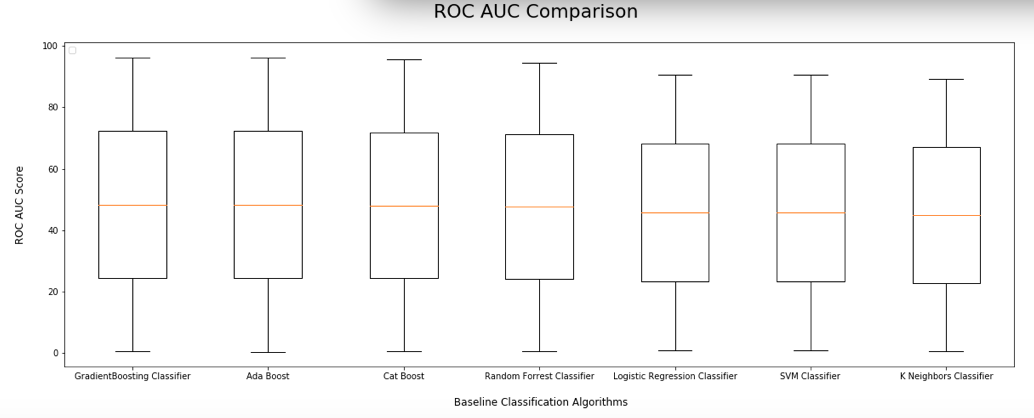 ROC AUC Comparison
ROC AUC Score
100
80
60
40
20
0
GradientBoosting Classifier
Ada Boost
Cat Boost
Random Forrest Classifier
Logistic Regression Classifier
SVM Classifier
K Neighbors Classifier
Baseline Classification Algorithms